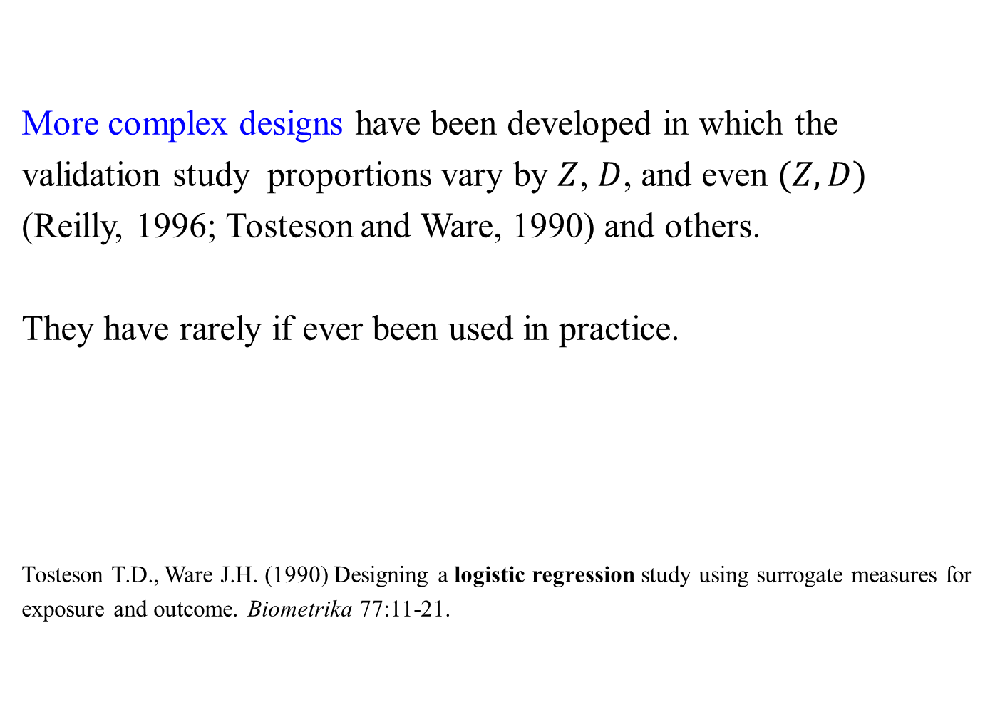 More complex designs have been developed in which the
validation study proportions vary by Z, D, and even (Z, D)
(Reilly, 1996; Tosteson and Ware, 1990) and others.
They have rarely if ever been used in practice.
Tosteson T.D., Ware J.H. (1990) Designing a logistic regression study using surrogate measures for
exposure and outcome. Biometrika 77:11-21.